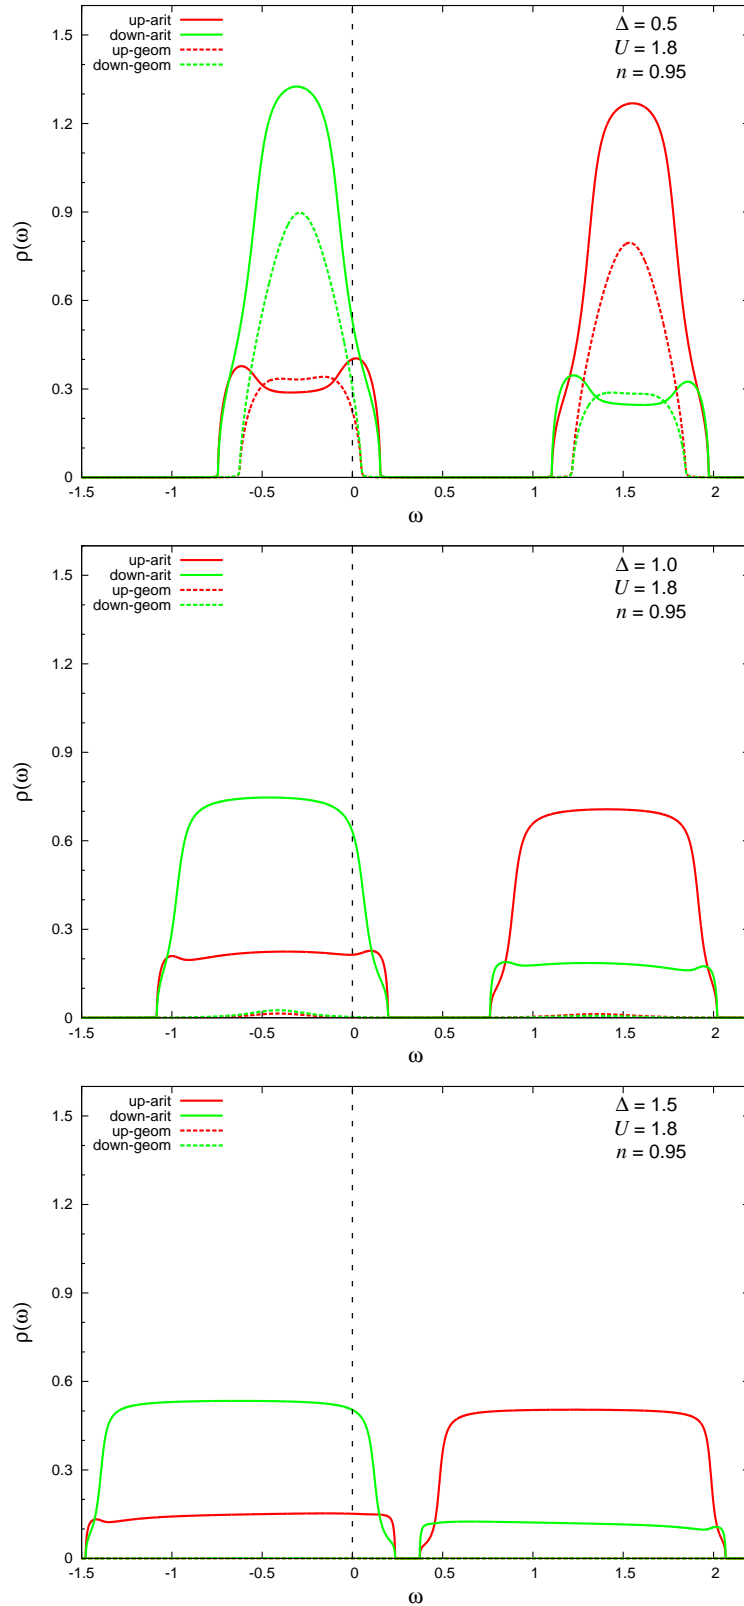 up-arit
down-arit
up-geom
down-geom
Δ = 0.5
U = 1.8
n = 0.95
1.5
1.2
0.9
0.6
0.3
0
ρ(ω)
-1.5 -1 -0.5 0 0.5 1 1.5 2
ω
up-arit
down-arit
up-geom
down-geom
Δ = 1.0
U = 1.8
n = 0.95
1.5
1.2
0.9
0.6
0.3
0
ρ(ω)
-1.5 -1 -0.5 0 0.5 1 1.5 2
ω
up-arit
down-arit
up-geom
down-geom
Δ = 1.5
U = 1.8
n = 0.95
1.5
1.2
0.9
0.6
0.3
0
ρ(ω)
-1.5 -1 -0.5 0 0.5 1 1.5 2
ω